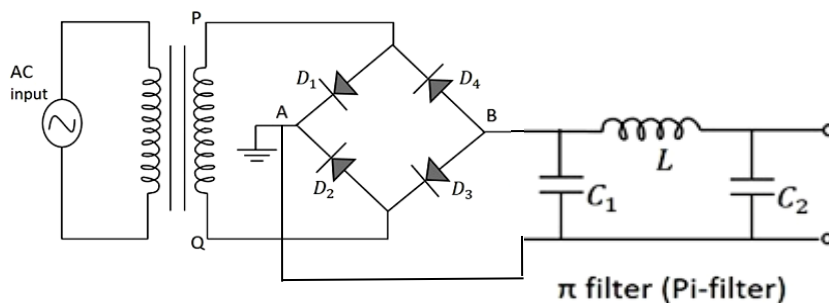 P
AC
input
D₁
D₄
A
B
D₂
D₃
Q
L
C₁
C₂
π filter (Pi-filter)